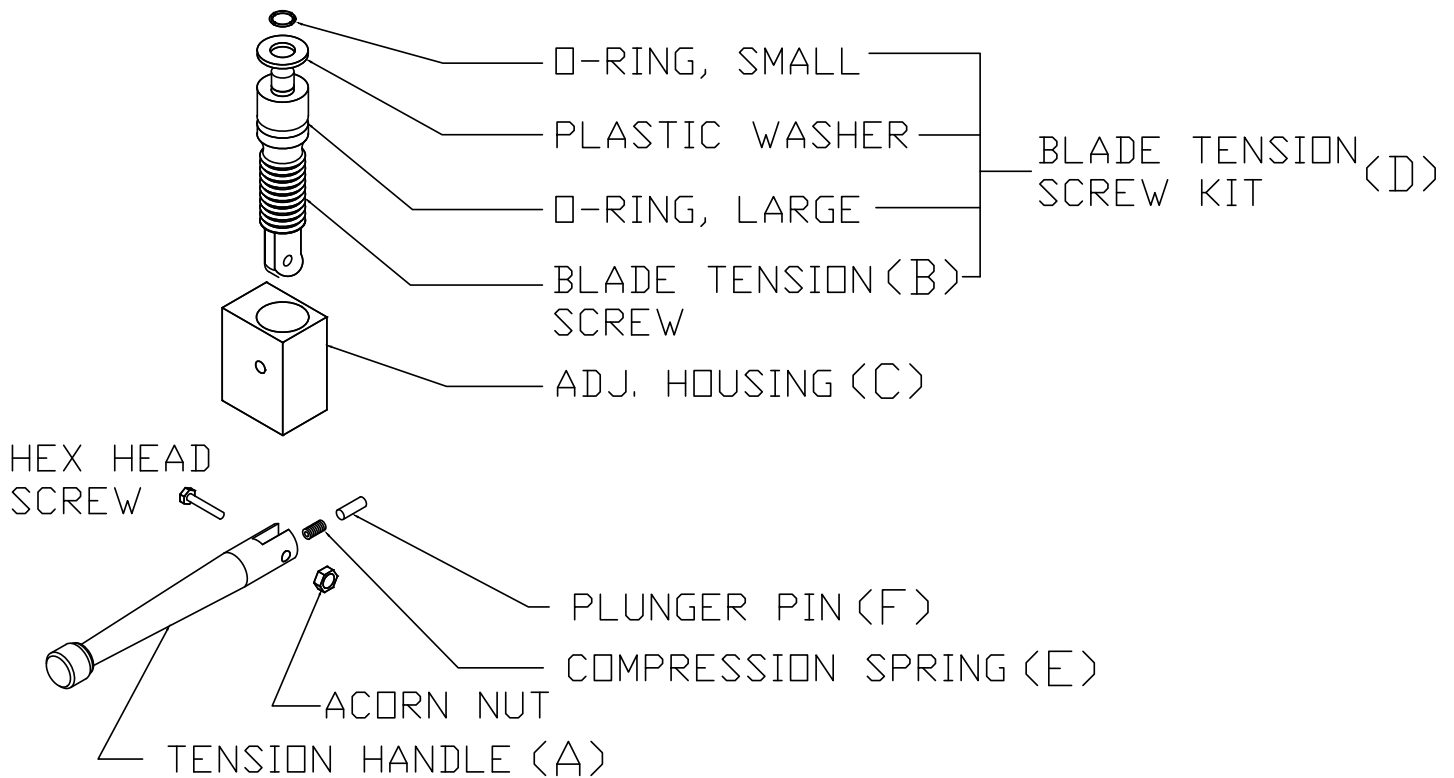 O-RING, SMALL
PLASTIC WASHER
O-RING, LARGE
BLADE TENSION (B)
SCREW
BLADE TENSION (D)
SCREW KIT
ADJ. HOUSING (C)
HEX HEAD
SCREW
PLUNGER PIN (F)
COMPRESSION SPRING (E)
ACORN NUT
TENSION HANDLE (A)